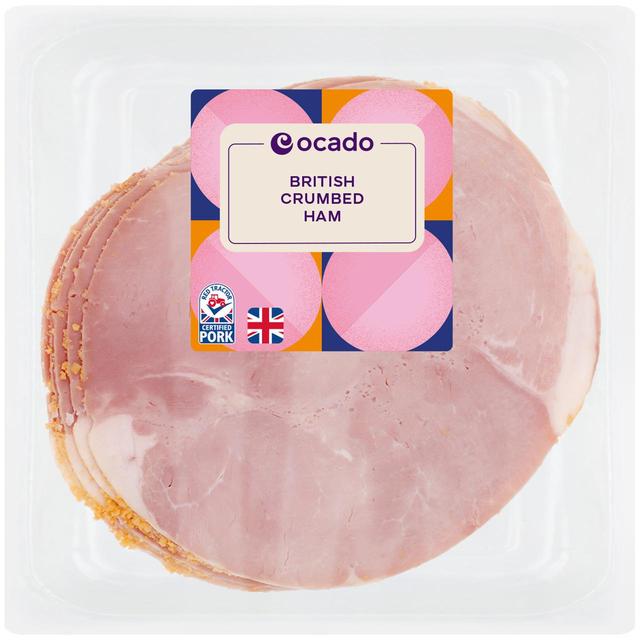 ocado
BRITISH
CRUMBED
HAM
RED TRACTOR
CERTIFIED
PORK